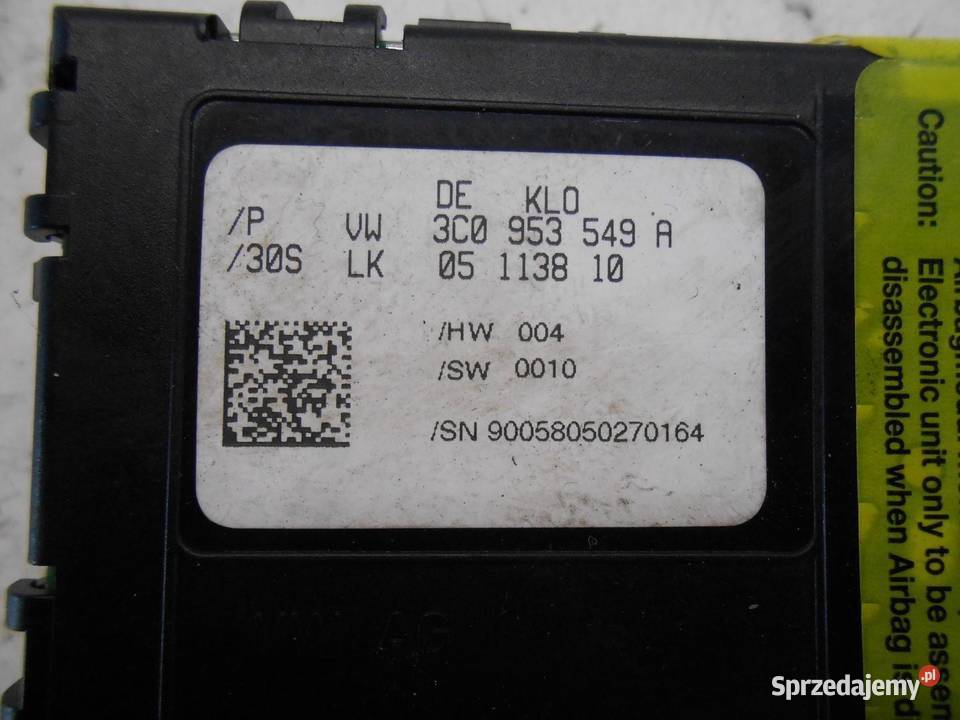 DE KLO
/P VW 3C0 953 549 A
/30S LK 05 1138 10
/HW 004
/SW 0010
/SN 90058050270164
Caution:
Electronic unit only to be
disassembled when Airbag is
Sprzedajemy.pl